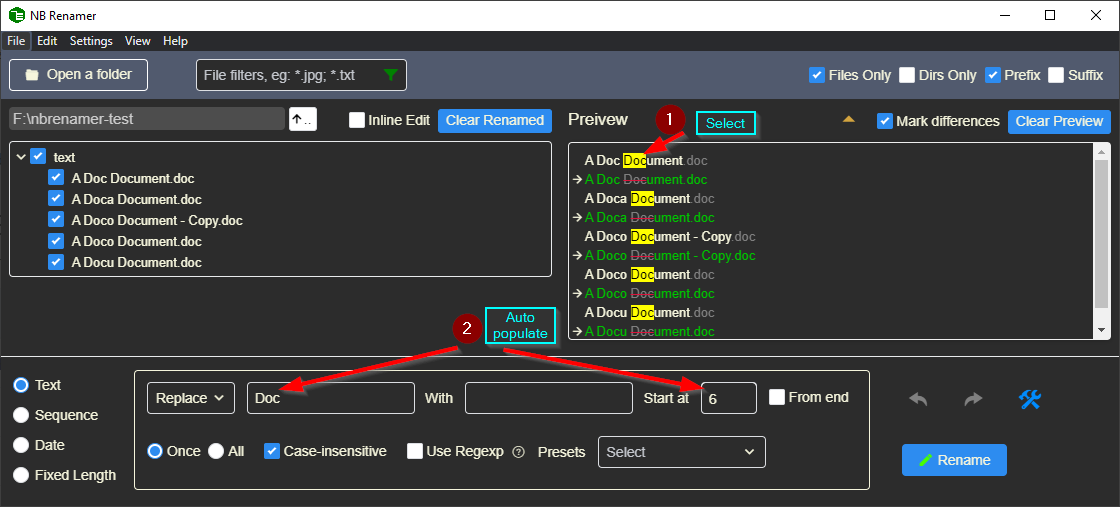 NB Renamer
File Edit Settings View Help
Open a folder
File filters, eg: *.jpg; *.txt
Files Only Dirs Only Prefix Suffix
F:\nbrenamer-test
..
Inline Edit
Clear Renamed
Preivew
1
Select
Mark differences
Clear Preview
text
A Doc Document.doc
A Doca Document.doc
A Doco Document - Copy.doc
A Doco Document.doc
A Docu Document.doc
A Doc Document.doc
A Doc Document.doc
A Doca Document.doc
A Doca Document.doc
A Doco Document - Copy.doc
A Doco Document - Copy.doc
A Doco Document.doc
A Doco Document.doc
A Docu Document.doc
A Docu Document.doc
2
Auto
populate
Text
Sequence
Date
Fixed Length
Replace
Doc
With
Start at
6
From end
Once All Case-insensitive Use Regexp ? Presets Select
Rename